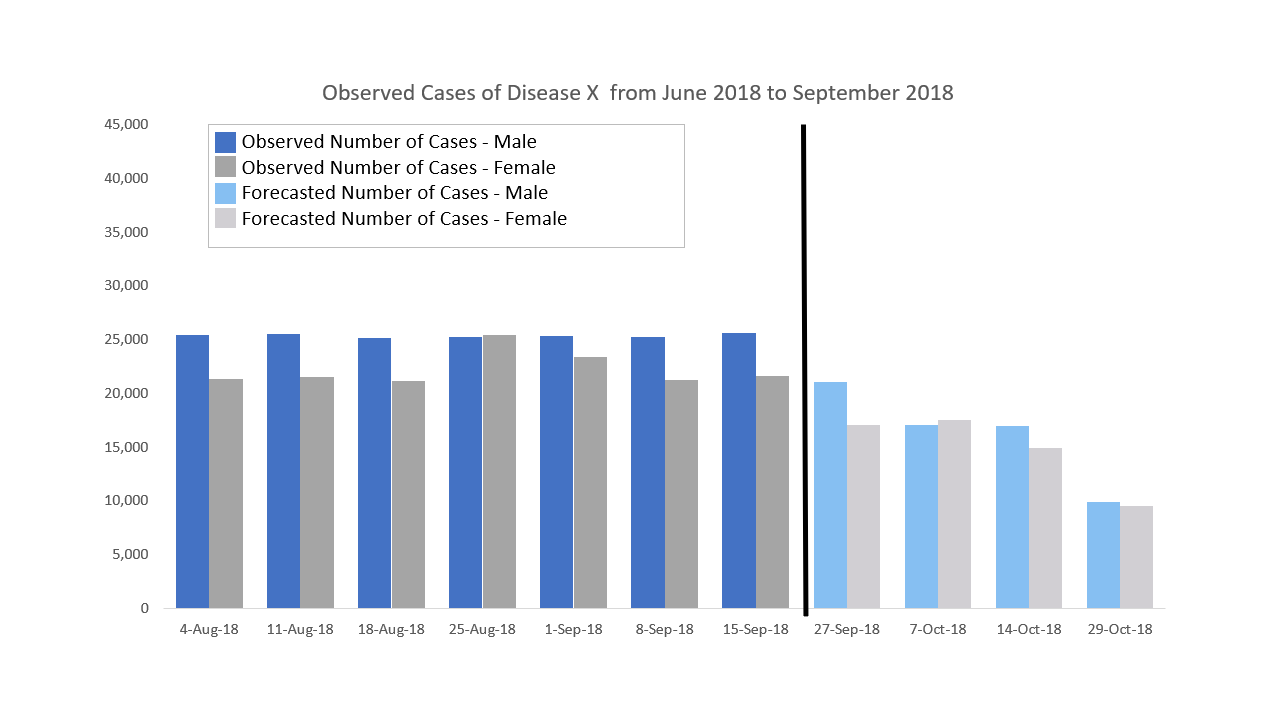 Observed Cases of Disease X  from June 2018 to September 2018
45,000
40,000
35,000
30,000
25,000
20,000
15,000
10,000
5,000
0
Observed Number of Cases - Male
Observed Number of Cases - Female
Forecasted Number of Cases - Male
Forecasted Number of Cases - Female
4-Aug-18 11-Aug-18 18-Aug-18 25-Aug-18 1-Sep-18 8-Sep-18 15-Sep-18 27-Sep-18 7-Oct-18 14-Oct-18 29-Oct-18